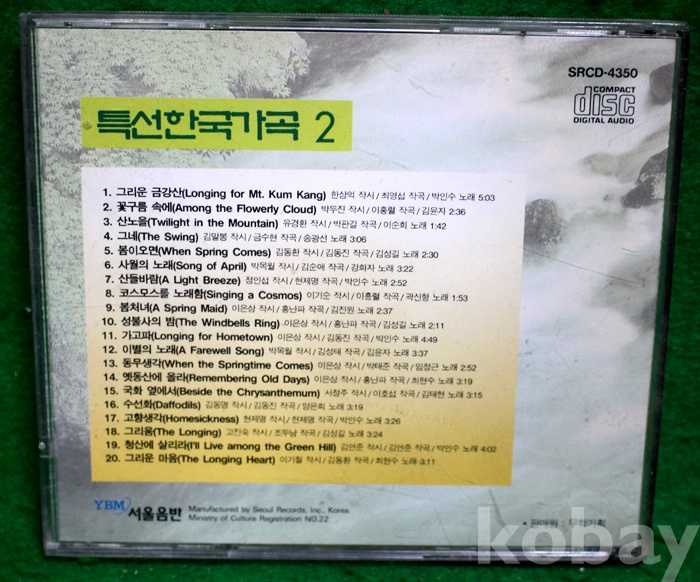 SRCD-4350
COMPACT
disc
DIGITAL AUDIO
특선한국가곡 2
1. 그리운 금강산(Longing for Mt. Kum Kang) 한상억 작시/최영섭 작곡/박인수 노래 5:03
2. 꽃구름 속에(Among the Flowerly Cloud) 박두진 작시/이흥렬 작곡/김윤자 2:36
3. 산노을(Twilight in the Mountain) 유경환 작시/박판길 작곡/이순희 노래 1:42
4. 그네(The Swing) 김말봉 작시/금수현 작곡/송광선 노래 3:06
5. 봄이오면(When Spring Comes) 김동환 작시/김동진 작곡/김성길 노래 2:30
6. 사월의 노래(Song of April) 박목월 작시/김순애 작곡/강화자 노래 3:22
7. 산들바람(A Light Breeze) 정인섭 작시/현제명 작곡/박인수 노래 2:52
8. 코스모스를 노래함(Singing a Cosmos) 이기순 작시/이흥렬 작곡/곽신형 노래 1:53
9. 봄처녀(A Spring Maid) 이은상 작시/홍난파 작곡/김진원 노래 2:37
10. 성불사의 밤(The Windbells Ring) 이은상 작시/홍난파 작곡/김성길 노래 2:11
11. 가고파(Longing for Hometown) 이은상 작시/김동진 작곡/박인수 노래 4:49
12. 이별의 노래(A Farewell Song) 박목월 작시/김성태 작곡/김윤자 노래 3:37
13. 동무생각(When the Springtime Comes) 이은상 작시/박태준 작곡/임정근 노래 2:52
14. 옛동산에 올라(Remembering Old Days) 이은상 작시/홍난파 작곡/최현수 노래 3:19
15. 국화 옆에서(Beside the Chrysanthemum) 서정주 작시/이호섭 작곡/김태현 노래 3:15
16. 수선화(Daffodils) 김동명 작시/김동진 작곡/양은희 노래 3:19
17. 고향생각(Homesickness) 현제명 작시/현제명 작곡/박인수 노래 3:26
18. 그리움(The Longing) 고진숙 작시/조두남 작곡/김성길 노래 3:24
19. 청산에 살리라(I'll Live among the Green Hill) 김연준 작시/김연준 작곡/박인수 노래 4:02
20. 그리운 마음(The Longing Heart) 이기철 작시/김동환 작곡/최현수 노래 3:11
YBM 서울음반
Manufactured by Seoul Records, Inc., Korea.
Ministry of Culture Registration NO.22
• 판매원 :
kobay